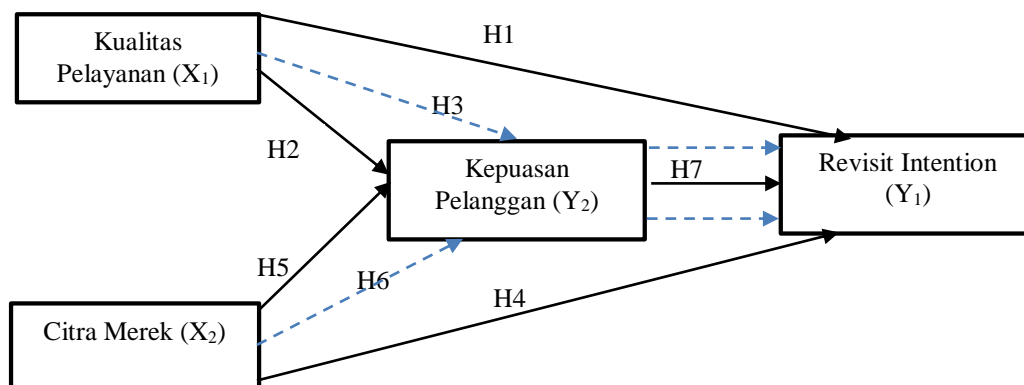 H1
Kualitas
Pelayanan (X₁)
H3
H2
Kepuasan
Pelanggan (Y₂)
H7
Revisit Intention
(Y₁)
H5
H6
H4
Citra Merek (X₂)